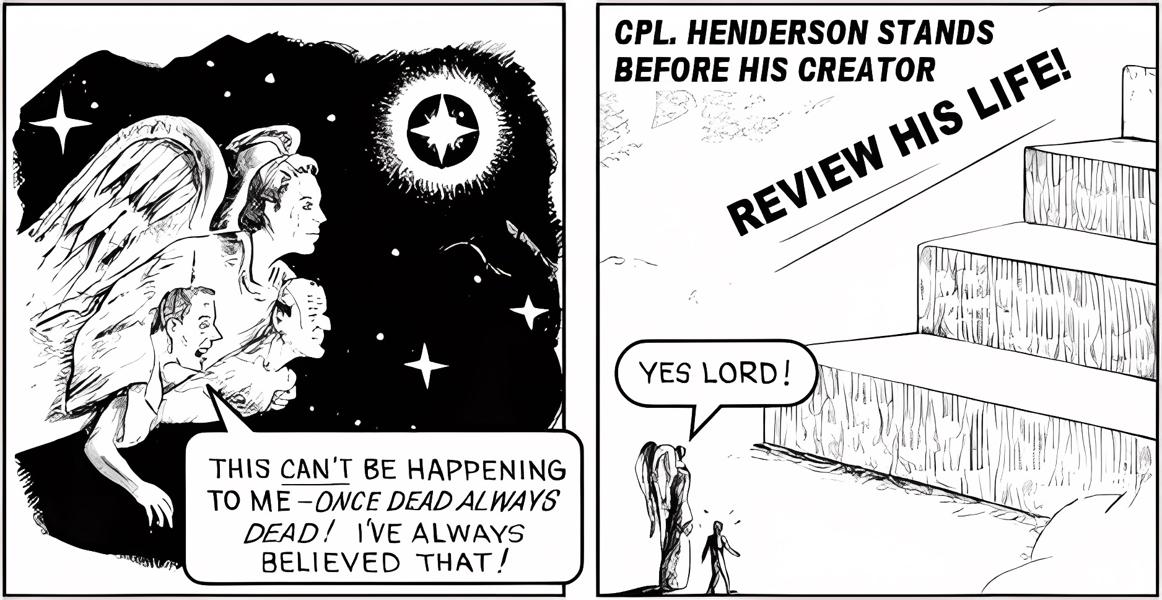 THIS CAN'T BE HAPPENING
TO ME – ONCE DEAD ALWAYS
DEAD! I'VE ALWAYS
BELIEVED THAT!
CPL. HENDERSON STANDS
BEFORE HIS CREATOR
REVIEW HIS LIFE!
YES LORD!